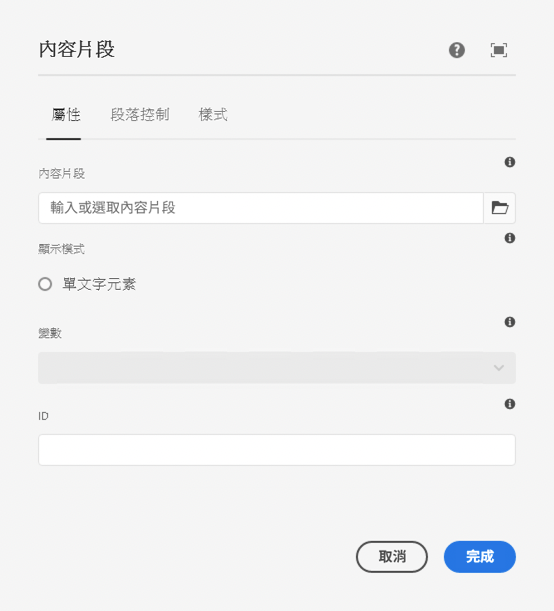 內容片段
屬性 段落控制 樣式
內容片段
輸入或選取內容片段
顯示模式
單文字元素
變數
ID
取消 完成